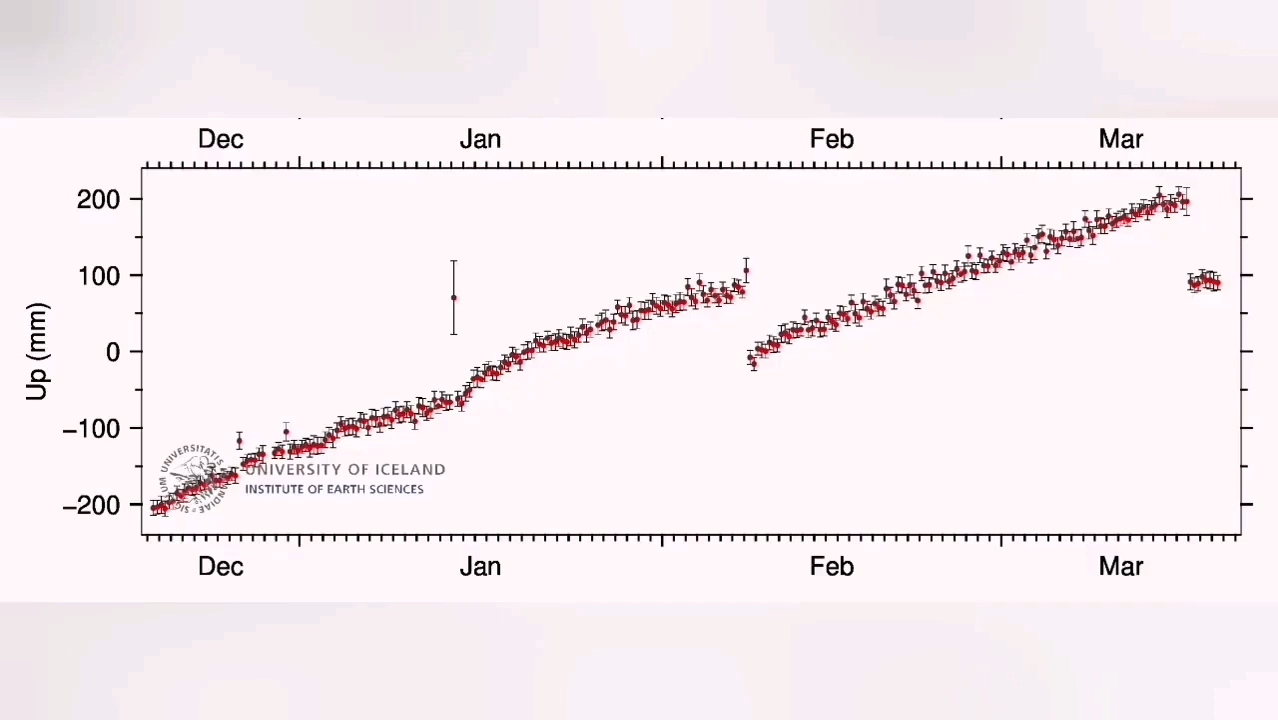 Dec Jan Feb Mar
200
100
0
−100
−200
Up (mm)
UNIVERSITY OF ICELAND
INSTITUTE OF EARTH SCIENCES
Dec Jan Feb Mar